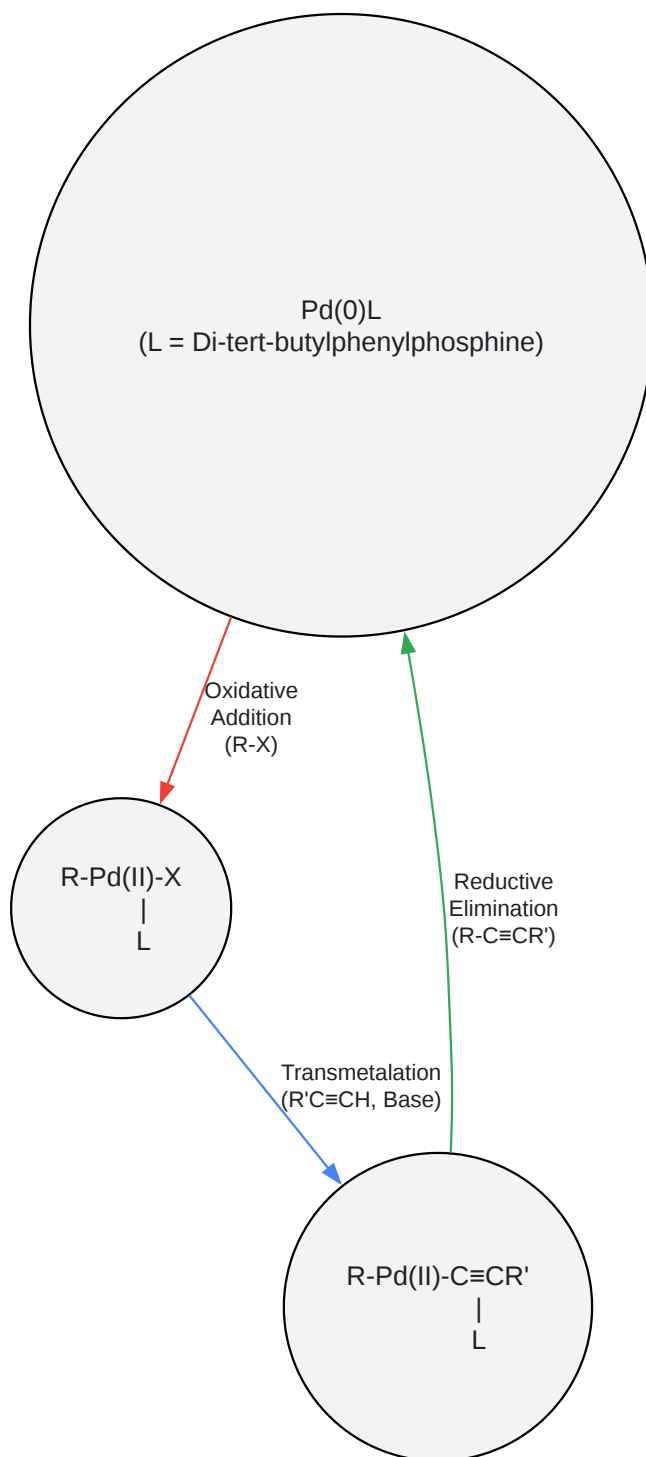 Pd(0)L
(L = Di-tert-butylphenylphosphine)
Oxidative
Addition
(R-X)
R-Pd(II)-X
|
L
Reductive
Elimination
(R-C≡CR')
Transmetalation
(R'C≡CH, Base)
R-Pd(II)-C≡CR'
|
L